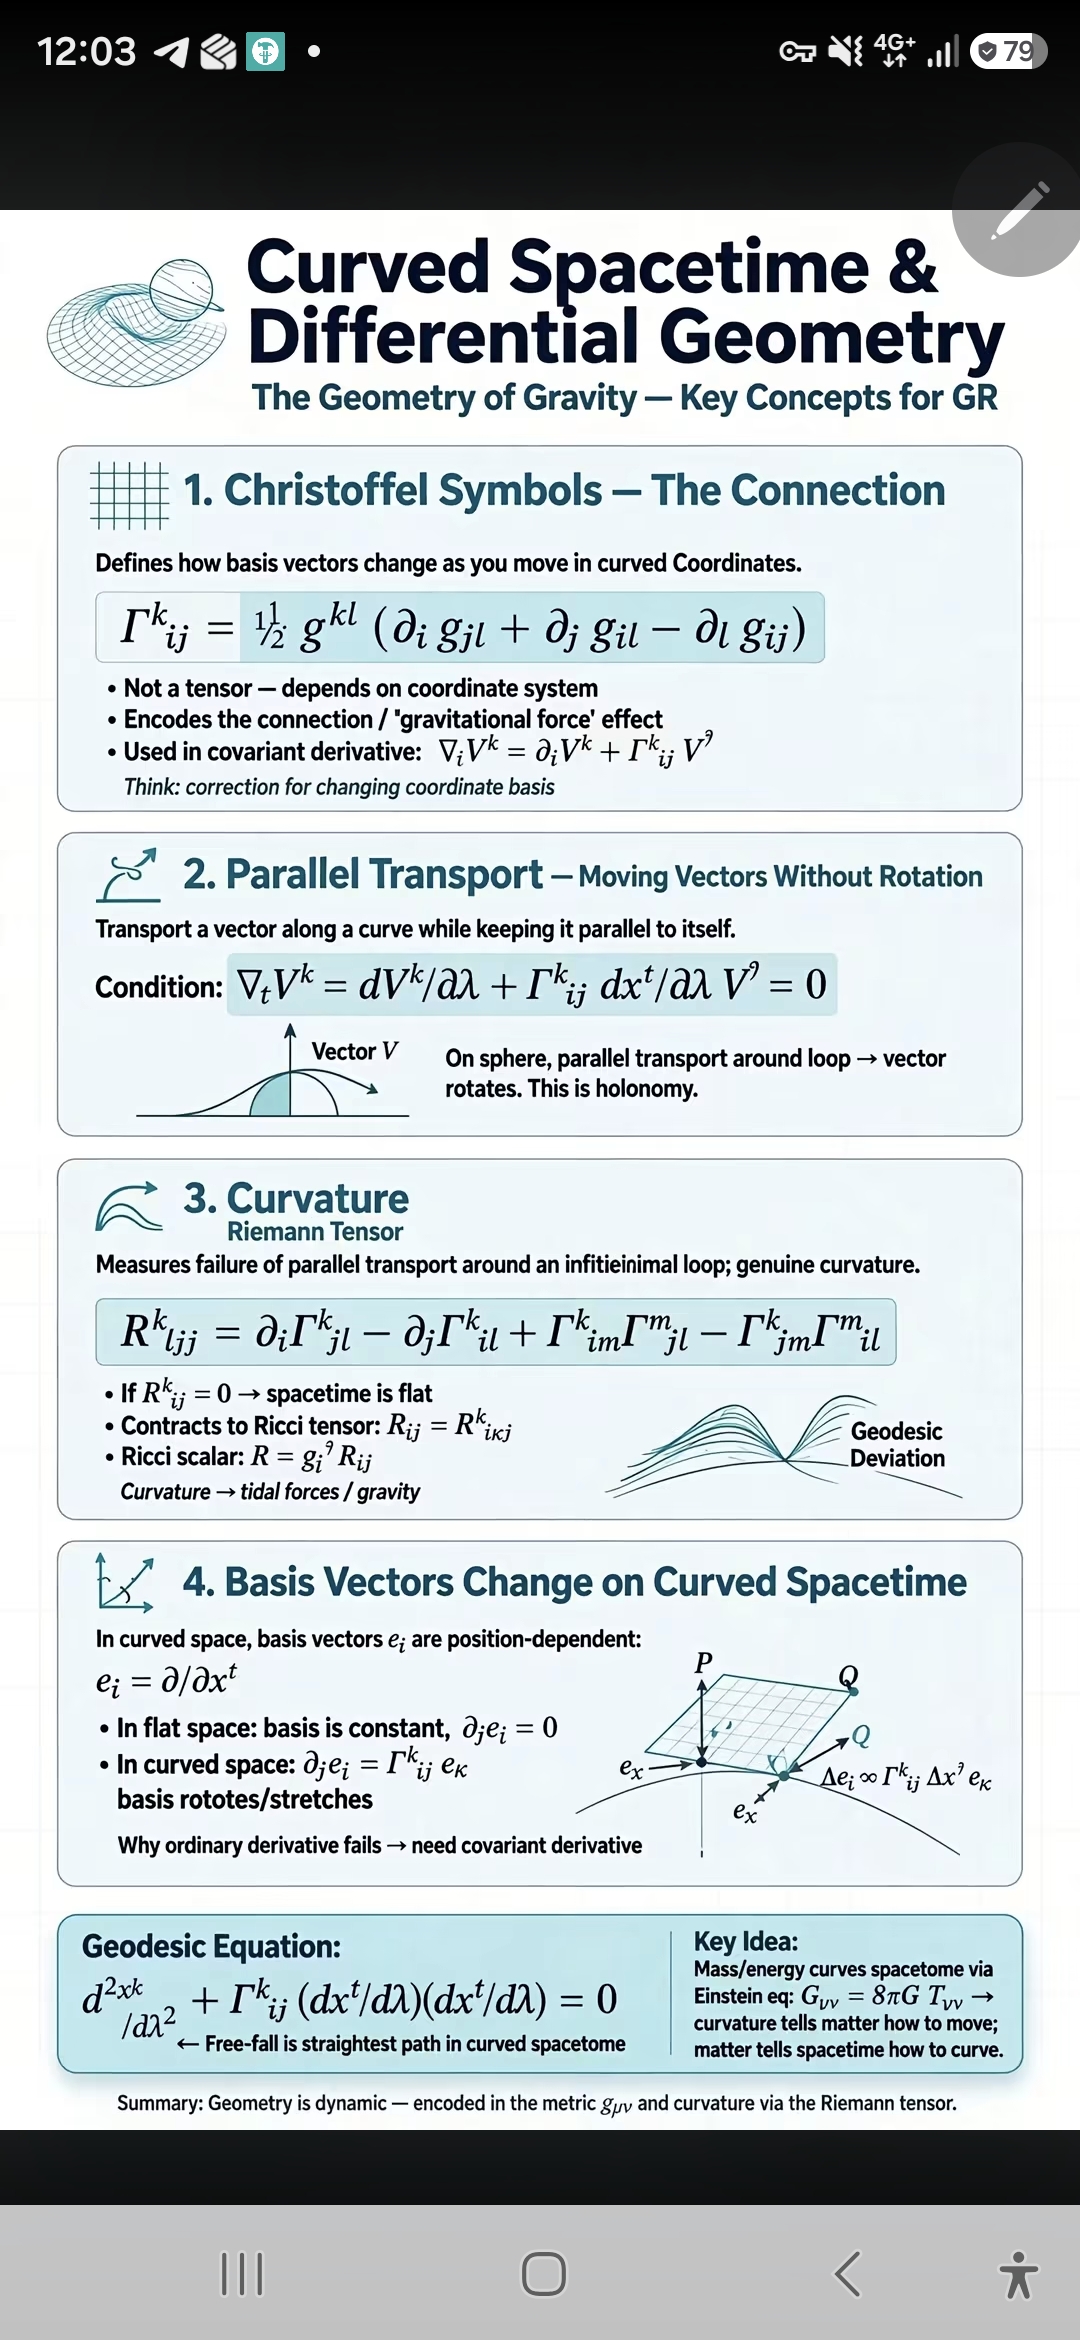 12:03
4G+
79
Curved Spacetime &
Differential Geometry
The Geometry of Gravity — Key Concepts for GR
1. Christoffel Symbols — The Connection
Defines how basis vectors change as you move in curved Coordinates.
Γᵏᵢⱼ = ½ gᵏˡ (∂ᵢ gⱼₗ + ∂ⱼ gᵢₗ − ∂ₗ gᵢⱼ)
• Not a tensor — depends on coordinate system
• Encodes the connection / 'gravitational force' effect
• Used in covariant derivative: ∇ᵢVᵏ = ∂ᵢVᵏ + Γᵏᵢⱼ V⁹
Think: correction for changing coordinate basis
2. Parallel Transport — Moving Vectors Without Rotation
Transport a vector along a curve while keeping it parallel to itself.
Condition: ∇ₜVᵏ = dVᵏ/∂λ + Γᵏᵢⱼ dxᵗ/∂λ V⁹ = 0
Vector V
On sphere, parallel transport around loop → vector
rotates. This is holonomy.
3. Curvature
Riemann Tensor
Measures failure of parallel transport around an infitieinimal loop; genuine curvature.
Rᵏₗⱼⱼ = ∂ᵢΓᵏⱼₗ − ∂ⱼΓᵏᵢₗ + ΓᵏᵢₘΓᵐⱼₗ − ΓᵏⱼₘΓᵐᵢₗ
• If Rᵏᵢⱼ = 0 → spacetime is flat
• Contracts to Ricci tensor: Rᵢⱼ = Rᵏᵢₖⱼ
• Ricci scalar: R = gᵢ⁹ Rᵢⱼ
Curvature → tidal forces / gravity
Geodesic
Deviation
4. Basis Vectors Change on Curved Spacetime
In curved space, basis vectors eᵢ are position-dependent:
eᵢ = ∂/∂xᵗ
• In flat space: basis is constant, ∂ⱼeᵢ = 0
• In curved space: ∂ⱼeᵢ = Γᵏᵢⱼ eₖ
basis rototes/stretches
Why ordinary derivative fails → need covariant derivative
P
Q
Q
eₓ
eₓ
Δeᵢ ∞ Γᵏᵢⱼ Δx⁹ eₖ
Geodesic Equation:
d²ˣᵏ/dλ² + Γᵏᵢⱼ (dxᵗ/dλ)(dxᵗ/dλ) = 0
← Free-fall is straightest path in curved spacetome
Key Idea:
Mass/energy curves spacetome via
Einstein eq: Gᵥᵥ = 8πG Tᵥᵥ →
curvature tells matter how to move;
matter tells spacetime how to curve.
Summary: Geometry is dynamic — encoded in the metric gμν and curvature via the Riemann tensor.